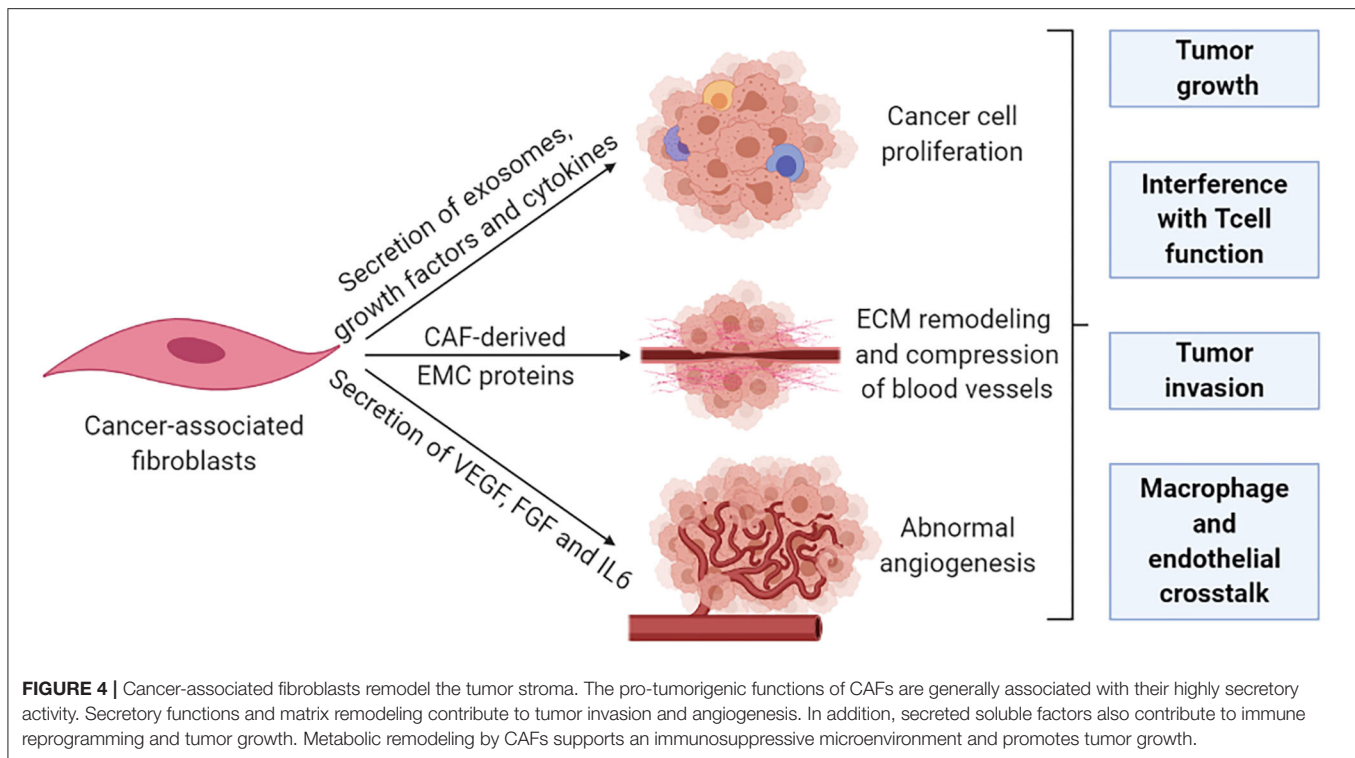 Secretion of exosomes,
growth factors and cytokines
Cancer cell
proliferation
CAF-derived
EMC proteins
ECM remodeling
and compression
of blood vessels
Cancer-associated
fibroblasts
Secretion of VEGF, FGF and IL6
Abnormal
angiogenesis
Tumor
growth
Interference
with Tcell
function
Tumor
invasion
Macrophage
and
endothelial
crosstalk
FIGURE 4 | Cancer-associated fibroblasts remodel the tumor stroma. The pro-tumorigenic functions of CAFs are generally associated with their highly secretory
activity. Secretory functions and matrix remodeling contribute to tumor invasion and angiogenesis. In addition, secreted soluble factors also contribute to immune
reprogramming and tumor growth. Metabolic remodeling by CAFs supports an immunosuppressive microenvironment and promotes tumor growth.